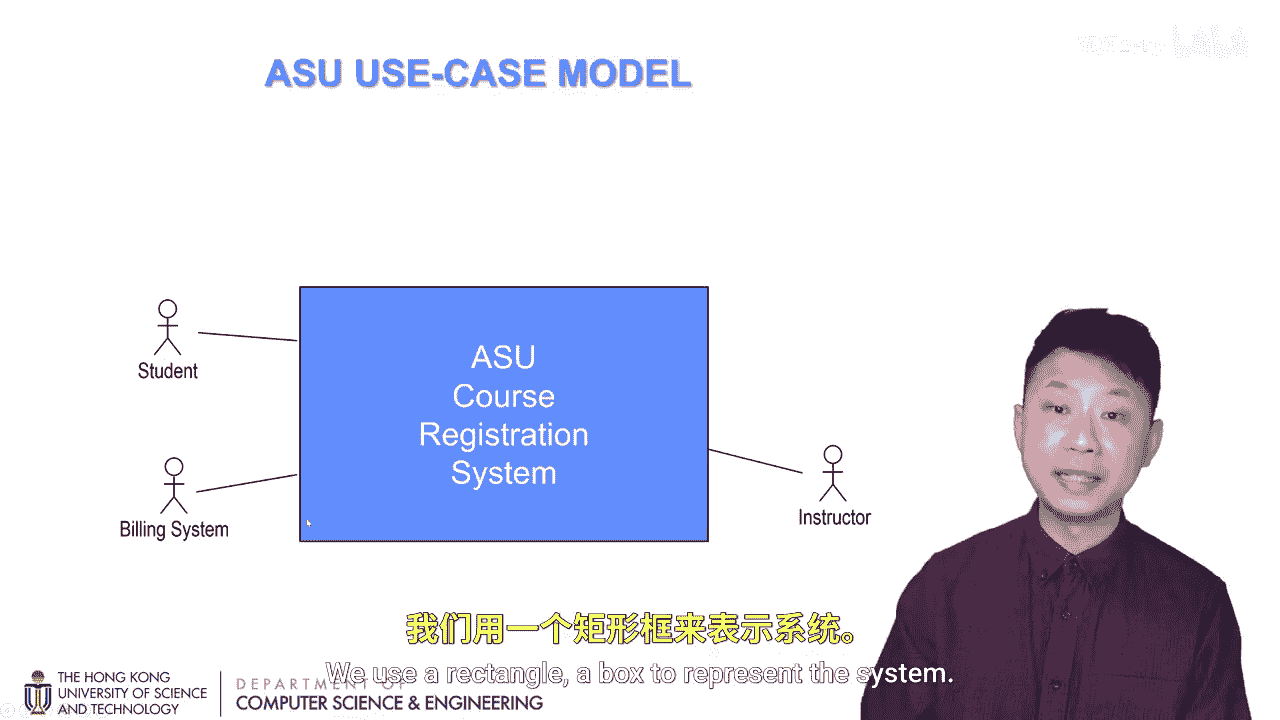 ASU USE-CASE MODEL
Student
ASU
Course
Registration
System
Billing System
Instructor
我们用一个矩形框来表示系统。
We use a rectangle, a box to represent the system.
THE HONG KONG
UNIVERSITY OF SCIENCE
AND TECHNOLOGY
DEPARTMENT OF
COMPUTER SCIENCE & ENGINEERING